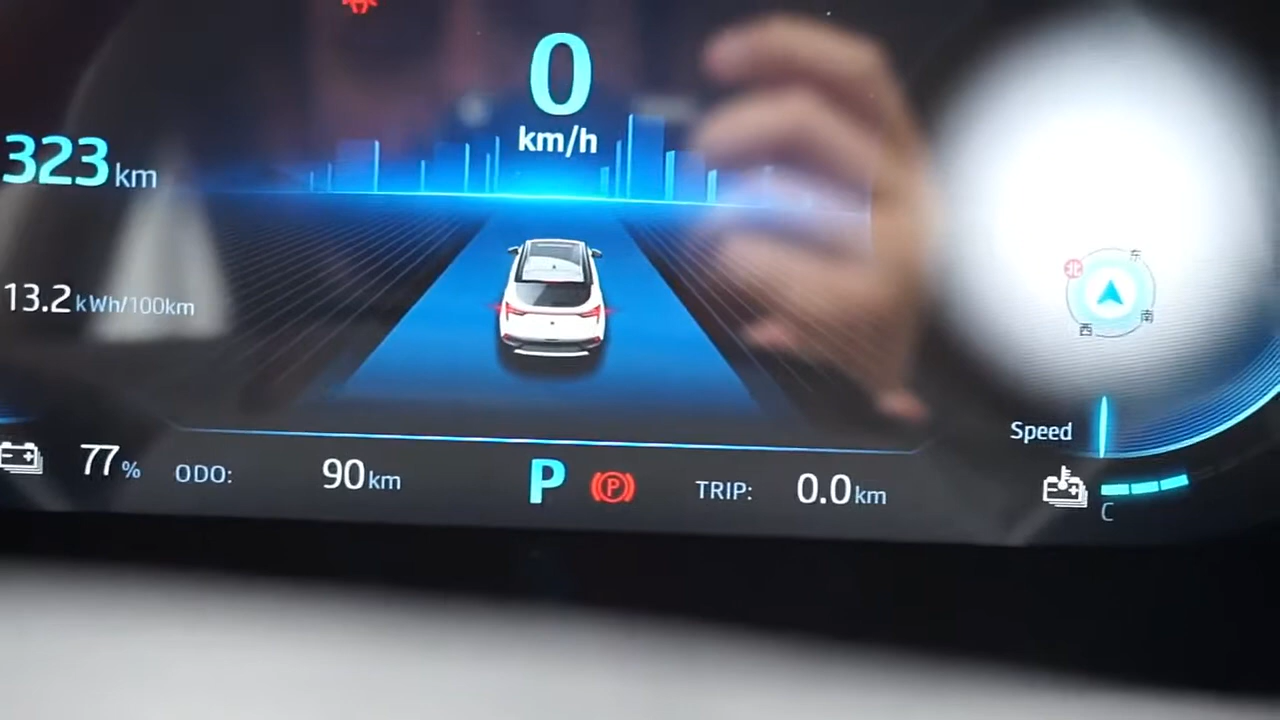 0
km/h
323 km
13.2 kWh/100km
北
东
西
南
Speed
77%
ODO:
90 km
P
P
TRIP:
0.0 km
C